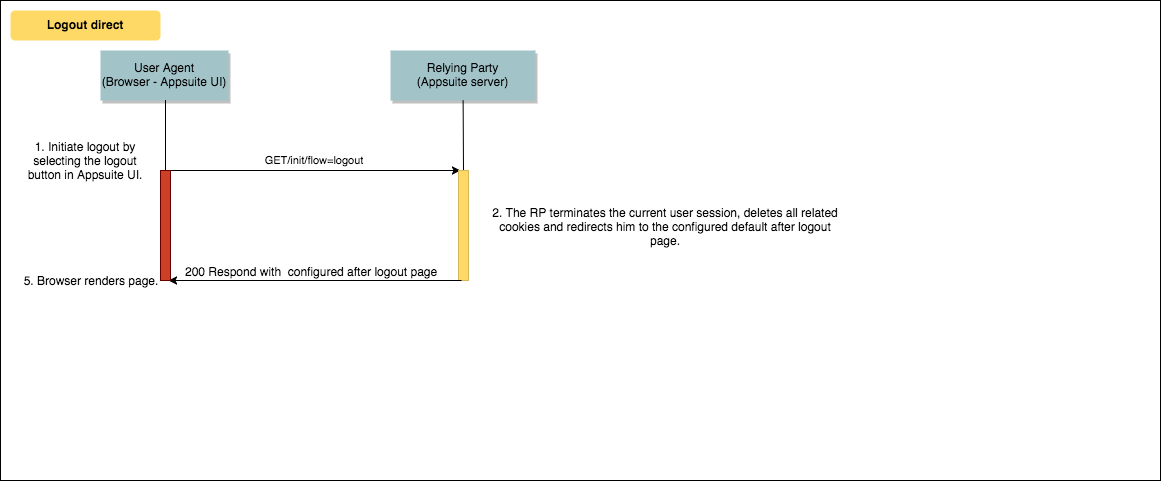 Logout direct
User Agent
(Browser - Appsuite UI)
Relying Party
(Appsuite server)
1. Initiate logout by
selecting the logout
button in Appsuite UI.
GET/init/flow=logout
2. The RP terminates the current user session, deletes all related
cookies and redirects him to the configured default after logout
page.
200 Respond with  configured after logout page
5. Browser renders page.